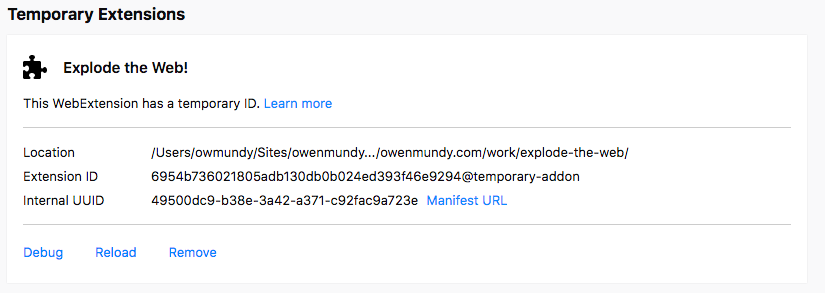 Temporary Extensions
Explode the Web!
This WebExtension has a temporary ID. Learn more
Location /Users/owmundy/Sites/owenmundy.../owenmundy.com/work/explode-the-web/
Extension ID 6954b736021805adb130db0b024ed393f46e9294@temporary-addon
Internal UUID 49500dc9-b38e-3a42-a371-c92fac9a723e Manifest URL
Debug Reload Remove